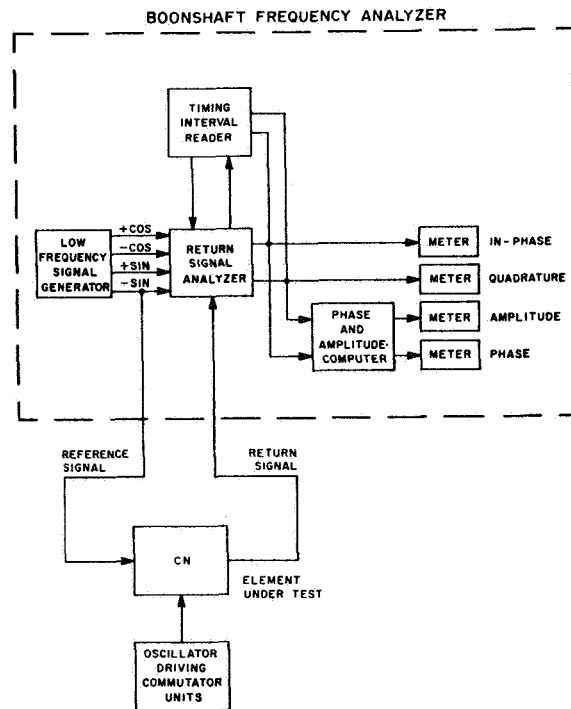 BOONSHAFT FREQUENCY ANALYZER
TIMING
INTERVAL
READER
LOW
FREQUENCY
SIGNAL
GENERATOR
+COS
-COS
+SIN
-SIN
RETURN
SIGNAL
ANALYZER
METER IN-PHASE
METER QUADRATURE
PHASE
AND
AMPLITUDE-
COMPUTER
METER AMPLITUDE
METER PHASE
REFERENCE
SIGNAL
RETURN
SIGNAL
CN
ELEMENT
UNDER TEST
OSCILLATOR
DRIVING
COMMUTATOR
UNITS